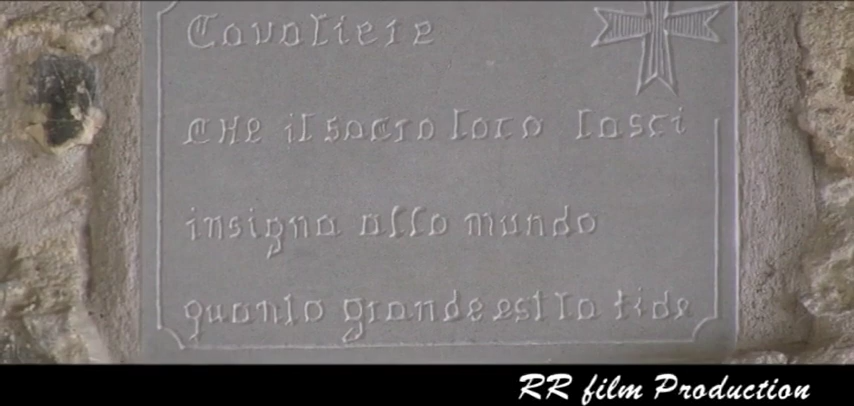 Cavaliere
CHe il sacro loco lasci
insigna allo mundo
quanto grande est la fide
RR film Production